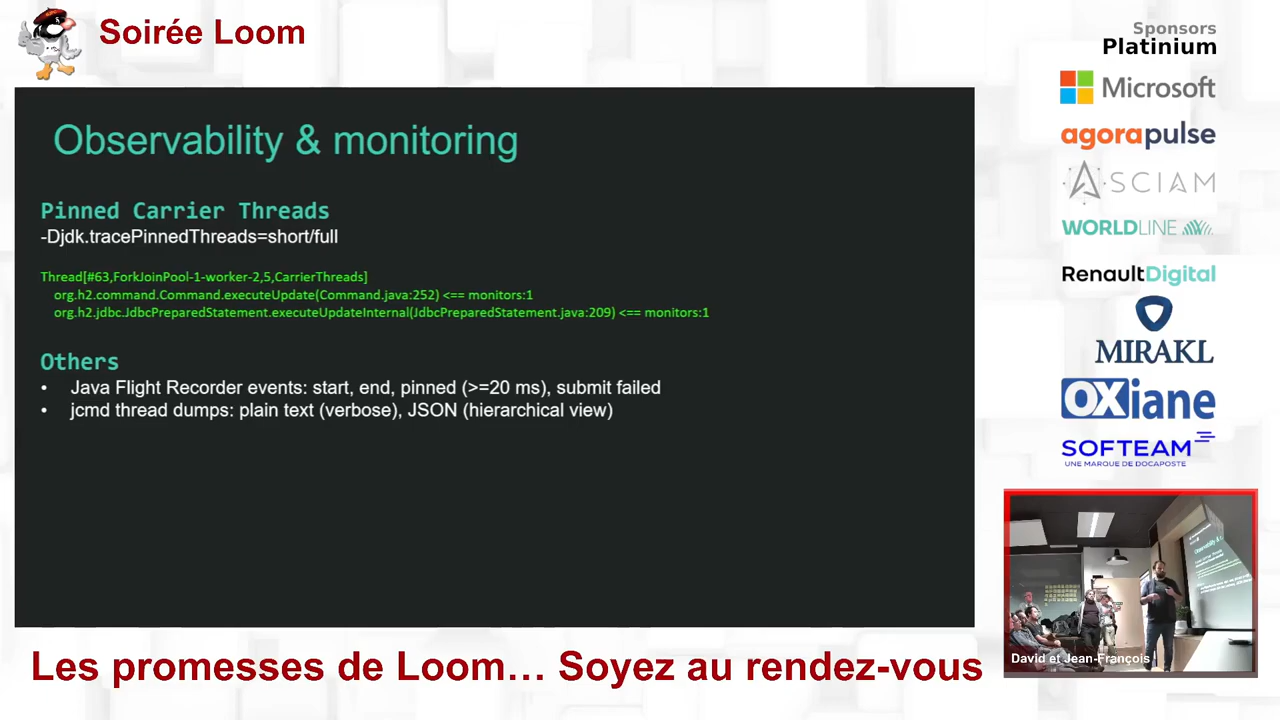 Soirée Loom
Sponsors
Platinium
Microsoft
agorapulse
SCIAM
WORLDLINE
RenaultDigital
MIRAKL
OXiane
SOFTEAM
UNE MARQUE DE DOCAPOSTE
Observability & monitoring
Pinned Carrier Threads
-Djdk.tracePinnedThreads=short/full
Thread[#63,ForkJoinPool-1-worker-2,5,CarrierThreads]
org.h2.command.Command.executeUpdate(Command.java:252) <== monitors:1
org.h2.jdbc.JdbcPreparedStatement.executeUpdateInternal(JdbcPreparedStatement.java:209) <== monitors:1
Others
• Java Flight Recorder events: start, end, pinned (>=20 ms), submit failed
• jcmd thread dumps: plain text (verbose), JSON (hierarchical view)
David et Jean-François
Les promesses de Loom… Soyez au rendez-vous